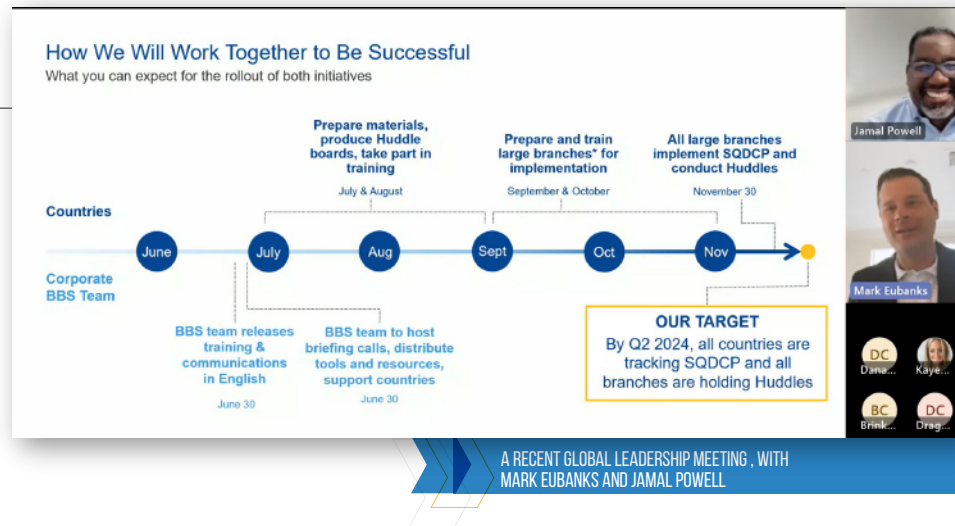 How We Will Work Together to Be Successful
What you can expect for the rollout of both initiatives
Prepare materials,
produce Huddle
boards, take part in
training
July & August
Prepare and train
large branches* for
implementation
September & October
All large branches
implement SQDCP and
conduct Huddles
November 30
Countries
June
July
Aug
Sept
Oct
Nov
Corporate
BBS Team
BBS team releases
training &
communications
in English
June 30
BBS team to host
briefing calls, distribute
tools and resources,
support countries
June 30
OUR TARGET
By Q2 2024, all countries are
tracking SQDCP and all
branches are holding Huddles
Jamal Powell
Mark Eubanks
DC
Dana...
Kaye...
BC
Brink...
DC
Drag...
A RECENT GLOBAL LEADERSHIP MEETING , WITH
MARK EUBANKS AND JAMAL POWELL